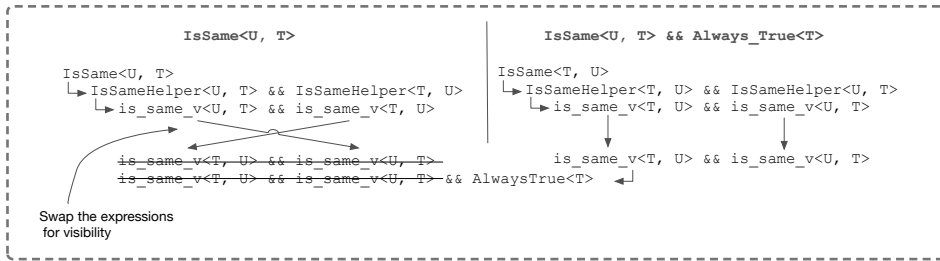 IsSame<U, T>
IsSame<U, T>
IsSameHelper<U, T> && IsSameHelper<T, U>
is_same_v<U, T> && is_same_v<T, U>
is_same_v<T, U> && is_same_v<U, T>
is_same_v<T, U> && is_same_v<U, T> && AlwaysTrue<T>
Swap the expressions
for visibility
IsSame<U, T> && Always_True<T>
IsSame<T, U>
IsSameHelper<T, U> && IsSameHelper<U, T>
is_same_v<T, U> && is_same_v<U, T>
is_same_v<T, U> && is_same_v<U, T>